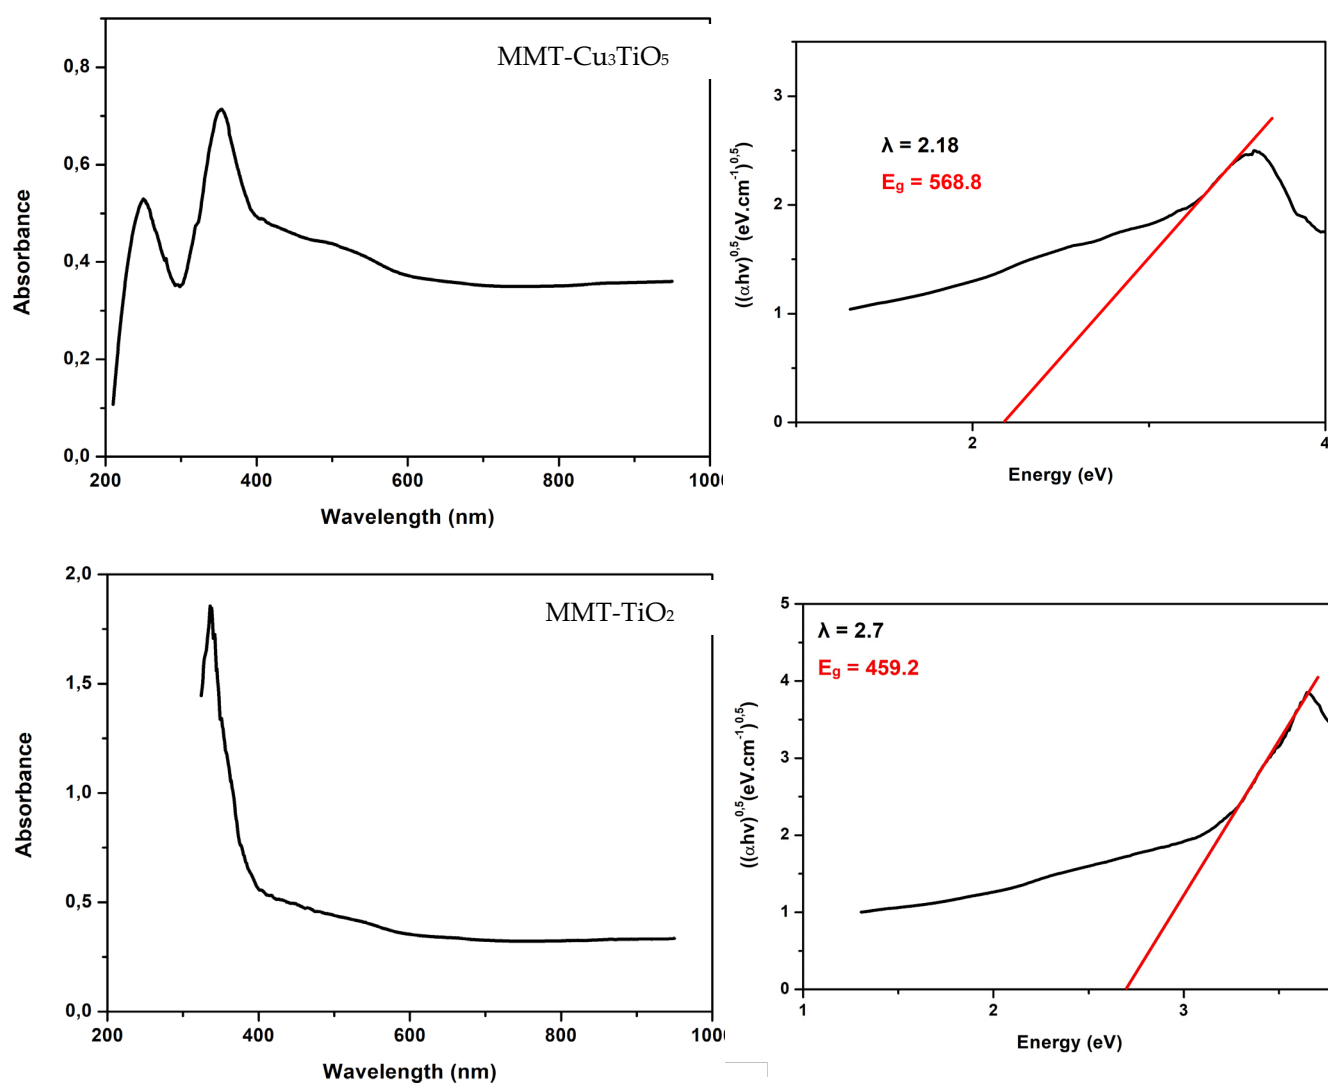 MMT-Cu₃TiO₅
0,8
0,6
0,4
0,2
0,0
Absorbance
200
400
600
800
1000
Wavelength (nm)
λ = 2.18
E_g = 568.8
3
2
1
0
((αhν)^0,5(eV.cm^-1)^0,5)
2
4
Energy (eV)
MMT-TiO₂
2,0
1,5
1,0
0,5
0,0
Absorbance
200
400
600
800
1000
Wavelength (nm)
λ = 2.7
E_g = 459.2
5
4
3
2
1
0
((αhν)^0,5(eV.cm^-1)^0,5)
1
2
3
Energy (eV)